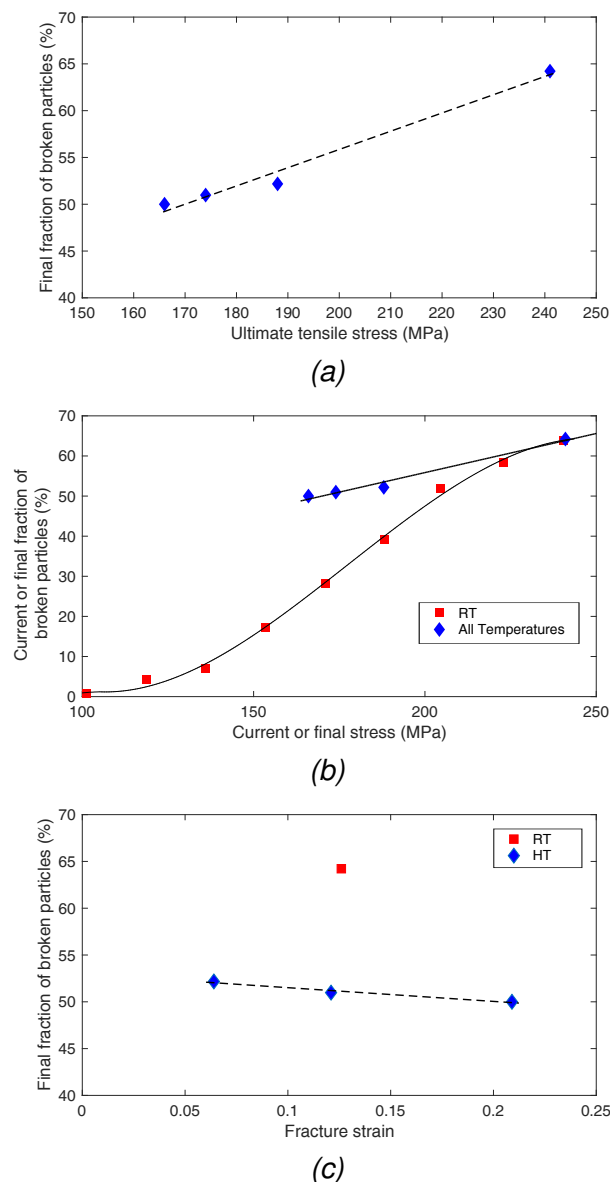 70
65
60
55
50
45
40
Final fraction of broken particles (%)
150 160 170 180 190 200 210 220 230 240 250
Ultimate tensile stress (MPa)
(a)
70
60
50
40
30
20
10
0
Current or final fraction of
broken particles (%)
RT
All Temperatures
100 150 200 250
Current or final stress (MPa)
(b)
70
65
60
55
50
45
40
Final fraction of broken particles (%)
RT
HT
0 0.05 0.1 0.15 0.2 0.25
Fracture strain
(c)